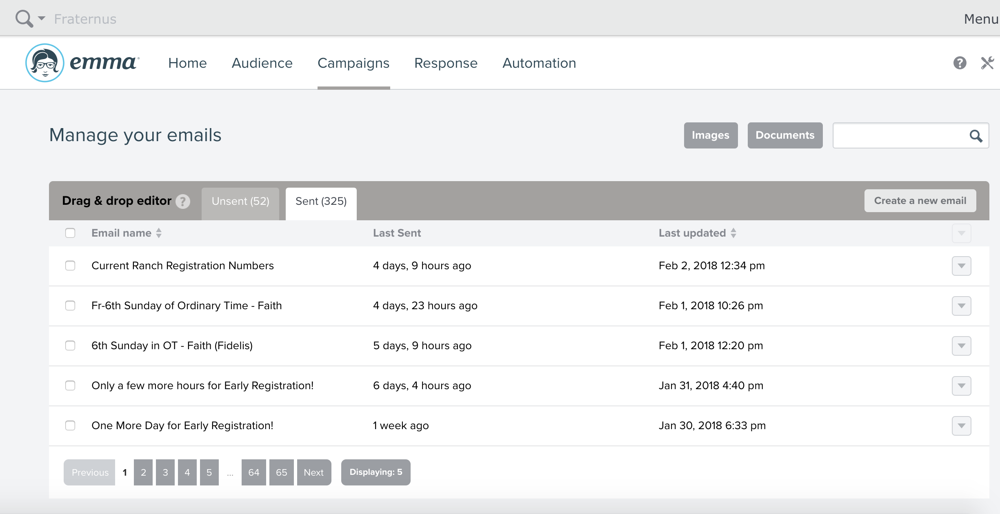 Fraternus Menu
emma Home Audience Campaigns Response Automation ?
Manage your emails Images Documents
Drag & drop editor ? Unsent (52) Sent (325) Create a new email
Email name Last Sent Last updated
Current Ranch Registration Numbers 4 days, 9 hours ago Feb 2, 2018 12:34 pm
Fr-6th Sunday of Ordinary Time - Faith 4 days, 23 hours ago Feb 1, 2018 10:26 pm
6th Sunday in OT - Faith (Fidelis) 5 days, 9 hours ago Feb 1, 2018 12:20 pm
Only a few more hours for Early Registration! 6 days, 4 hours ago Jan 31, 2018 4:40 pm
One More Day for Early Registration! 1 week ago Jan 30, 2018 6:33 pm
Previous 1 2 3 4 5 ... 64 65 Next Displaying: 5